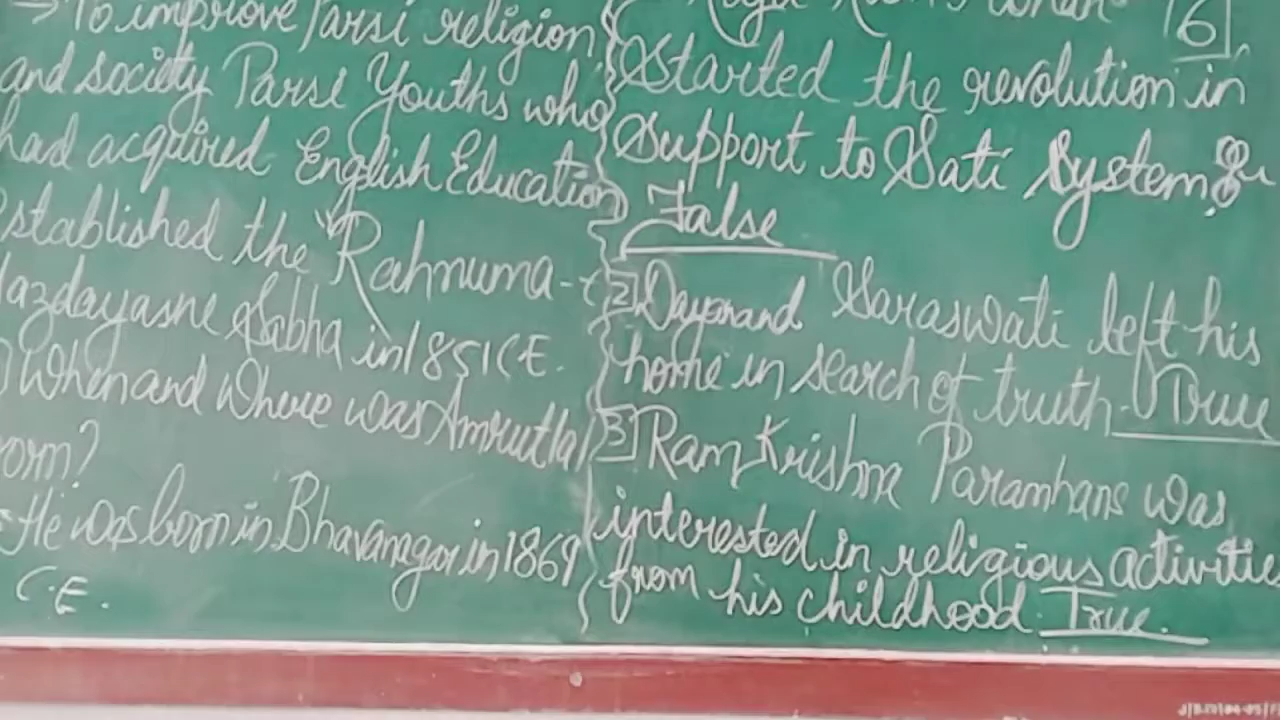 → To improve Parsi religion
and society Parsi Youths who
had acquired English Education
established the "Rahnuma-
Mazdayasne Sabha in 1851 C.E.
When and where was Amrutlal
born?
He was born in Bhavanagar in 1869
C.E.
6
Started the revolution in
support to Sati System.
False
2] Dayanand Saraswati left his
home in search of truth - True
3] Ram Krishna Paramhans was
interested in religious activities
from his childhood. True.